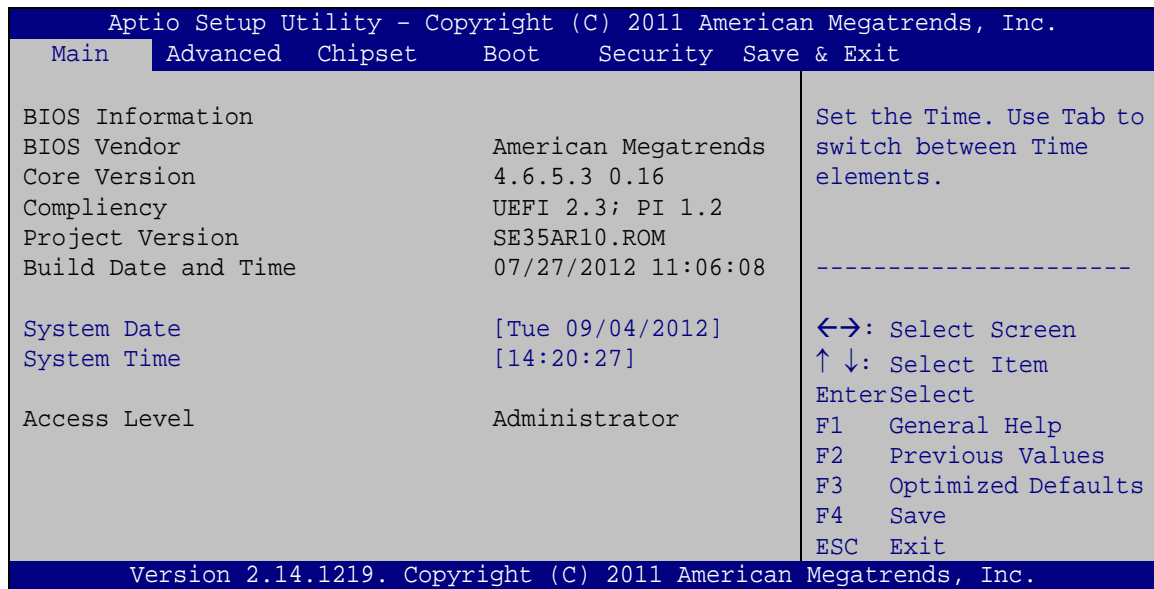 Aptio Setup Utility – Copyright (C) 2011 American Megatrends, Inc.
Main Advanced Chipset Boot Security Save & Exit
BIOS Information
BIOS Vendor American Megatrends
Core Version 4.6.5.3 0.16
Compliency UEFI 2.3; PI 1.2
Project Version SE35AR10.ROM
Build Date and Time 07/27/2012 11:06:08
System Date [Tue 09/04/2012]
System Time [14:20:27]
Access Level Administrator
Set the Time. Use Tab to
switch between Time
elements.
----------------------
←→: Select Screen
↑ ↓: Select Item
EnterSelect
F1 General Help
F2 Previous Values
F3 Optimized Defaults
F4 Save
ESC Exit
Version 2.14.1219. Copyright (C) 2011 American Megatrends, Inc.